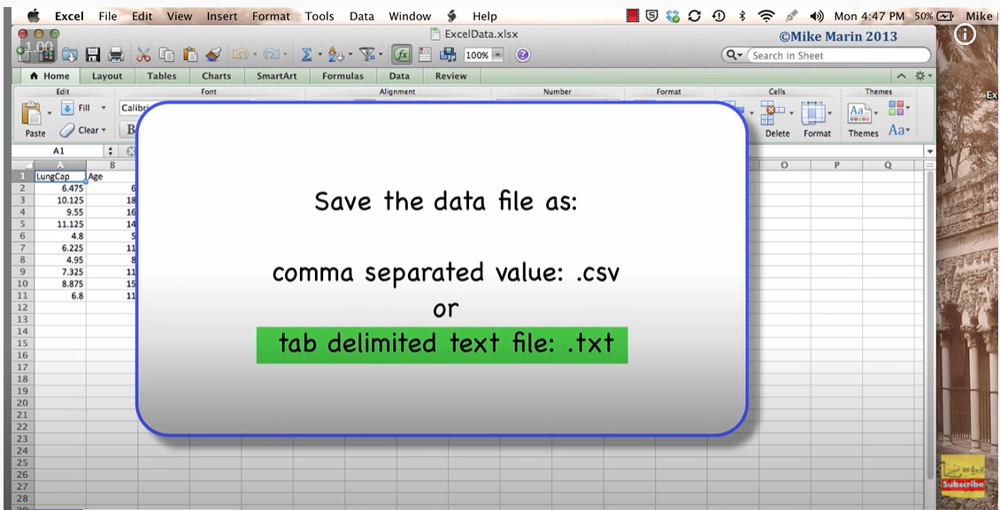 Excel File Edit View Insert Format Tools Data Window Help Mon 4:47 PM 50% Mike
ExcelData.xlsx
©Mike Marin 2013
1.00
100%
Search in Sheet
Home Layout Tables Charts SmartArt Formulas Data Review
Edit Font Alignment Number Format Cells Themes
Fill Calibri
Paste Clear B Delete Format Themes Aa
A1
A B O P Q
1 LungCap Age
2 6.475 6
3 10.125 18
4 9.55 16
5 11.125 14
6 4.8 5
7 6.225 11
8 4.95 8
9 7.325 11
10 8.875 15
11 6.8 11
12
13
14
15
16
17
18
19
20
21
22
23
24
25
26
27
28
Save the data file as:
comma separated value: .csv
or
tab delimited text file: .txt
Ex
Subscribe